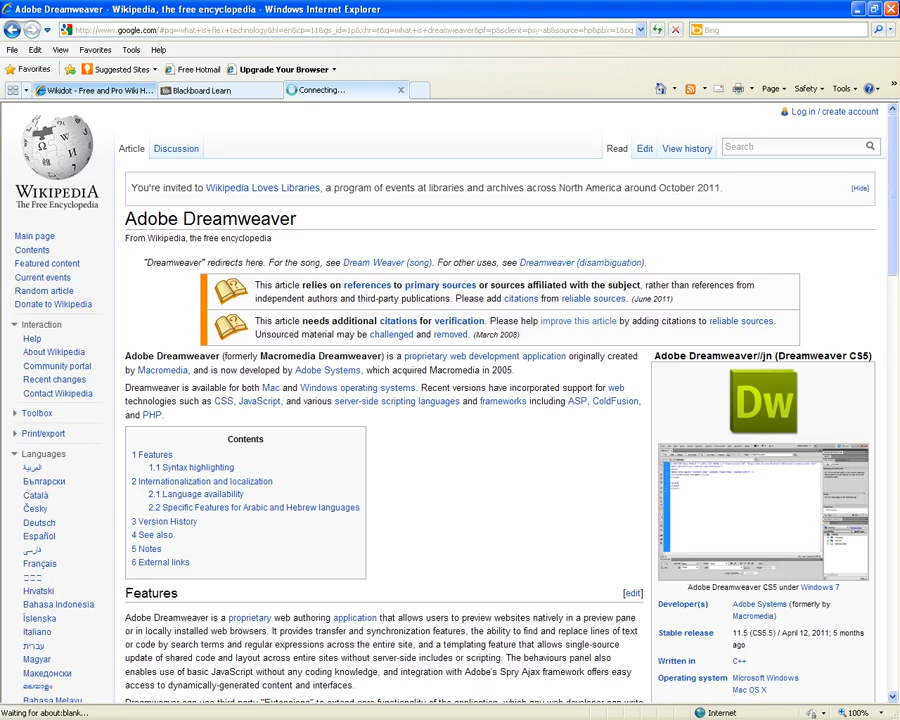 Adobe Dreamweaver - Wikipedia, the free encyclopedia - Windows Internet Explorer
Bing
File Edit View Favorites Tools Help
Favorites Suggested Sites Free Hotmail Upgrade Your Browser
Wikidot - Free and Pro Wiki H... Blackboard Learn Connecting... Page Safety Tools
Log in / create account
Article Discussion Read Edit View history Search
WIKIPEDIA
The Free Encyclopedia
You're invited to Wikipedia Loves Libraries, a program of events at libraries and archives across North America around October 2011. [Hide]
Adobe Dreamweaver
From Wikipedia, the free encyclopedia
"Dreamweaver" redirects here. For the song, see Dream Weaver (song). For other uses, see Dreamweaver (disambiguation).
This article relies on references to primary sources or sources affiliated with the subject, rather than references from
independent authors and third-party publications. Please add citations from reliable sources. (June 2011)
This article needs additional citations for verification. Please help improve this article by adding citations to reliable sources.
Unsourced material may be challenged and removed. (March 2008)
Main page
Contents
Featured content
Current events
Random article
Donate to Wikipedia
Interaction
Help
About Wikipedia
Community portal
Recent changes
Contact Wikipedia
Toolbox
Print/export
Languages
العربية
Български
Català
Česky
Deutsch
Español
فارسی
Français
Hrvatski
Bahasa Indonesia
Íslenska
Italiano
עברית
Magyar
Македонски
മലയാളം
Bahasa Melayu
Adobe Dreamweaver (formerly Macromedia Dreamweaver) is a proprietary web development application originally created
by Macromedia, and is now developed by Adobe Systems, which acquired Macromedia in 2005.
Dreamweaver is available for both Mac and Windows operating systems. Recent versions have incorporated support for web
technologies such as CSS, JavaScript, and various server-side scripting languages and frameworks including ASP, ColdFusion,
and PHP.
Contents
1 Features
1.1 Syntax highlighting
2 Internationalization and localization
2.1 Language availability
2.2 Specific Features for Arabic and Hebrew languages
3 Version History
4 See also
5 Notes
6 External links
Features [edit]
Adobe Dreamweaver is a proprietary web authoring application that allows users to preview websites natively in a preview pane
or in locally installed web browsers. It provides transfer and synchronization features, the ability to find and replace lines of text
or code by search terms and regular expressions across the entire site, and a templating feature that allows single-source
update of shared code and layout across entire sites without server-side includes or scripting. The behaviours panel also
enables use of basic JavaScript without any coding knowledge, and integration with Adobe's Spry Ajax framework offers easy
access to dynamically-generated content and interfaces.
Adobe Dreamweaver//jn (Dreamweaver CS5)
Dw
Adobe Dreamweaver CS5 under Windows 7
Developer(s) Adobe Systems (formerly by
Macromedia)
Stable release 11.5 (CS5.5) / April 12, 2011; 5 months
ago
Written in C++
Operating system Microsoft Windows
Mac OS X
Waiting for about:blank... Internet 100%